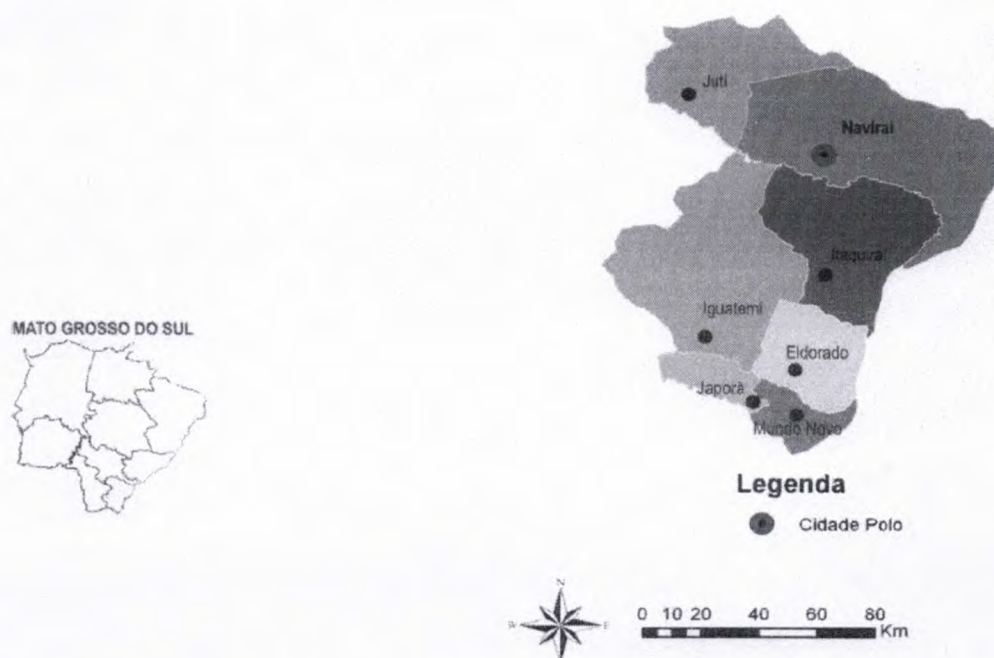 Juti
Naviraí
Itaquiraí
Iguatemi
MATO GROSSO DO SUL
Eldorado
Japorã
Mundo Novo
Legenda
Cidade Polo
N
W E
S
0 10 20 40 60 80
Km